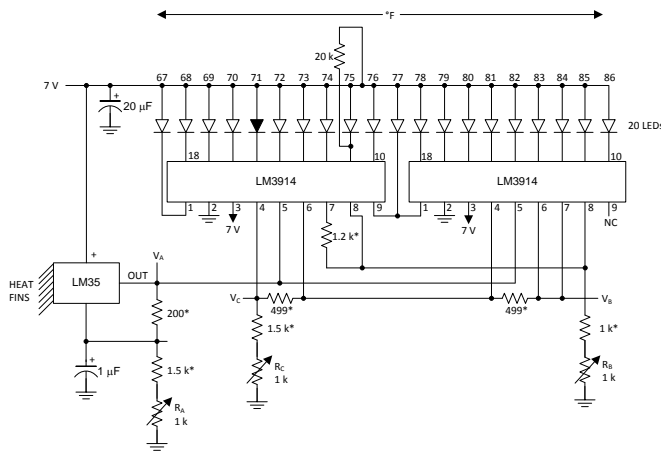 °F
20 k
67 68 69 70 71 72 73 74 75 76 77 78 79 80 81 82 83 84 85 86
7 V
+
20 µF
20 LEDs
18 10 18 10
LM3914 LM3914
1 2 3 4 5 6 7 8 9 1 2 3 4 5 6 7 8 9
7 V 7 V NC
1.2 k*
VA
+
HEAT FINS
LM35
OUT
VC
499*
499*
VB
200*
1.5 k*
1 k*
+
1 µF
1.5 k*
RC
1 k
RB
1 k
RA
1 k